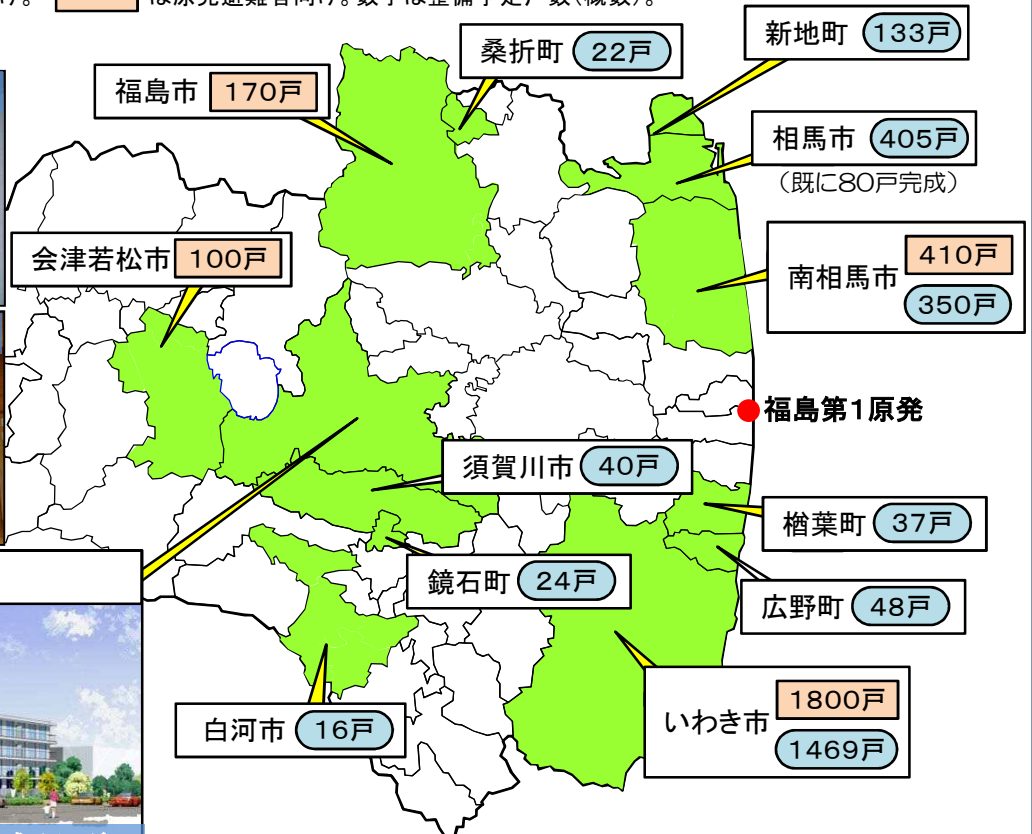 は原発避難者向け。数字は整備予定戸数(概数)。
桑折町 22戸
新地町 133戸
福島市 170戸
相馬市 405戸
(既に80戸完成)
会津若松市 100戸
南相馬市 410戸
350戸
福島第1原発
須賀川市 40戸
楢葉町 37戸
鏡石町 24戸
広野町 48戸
いわき市 1800戸
1469戸
白河市 16戸